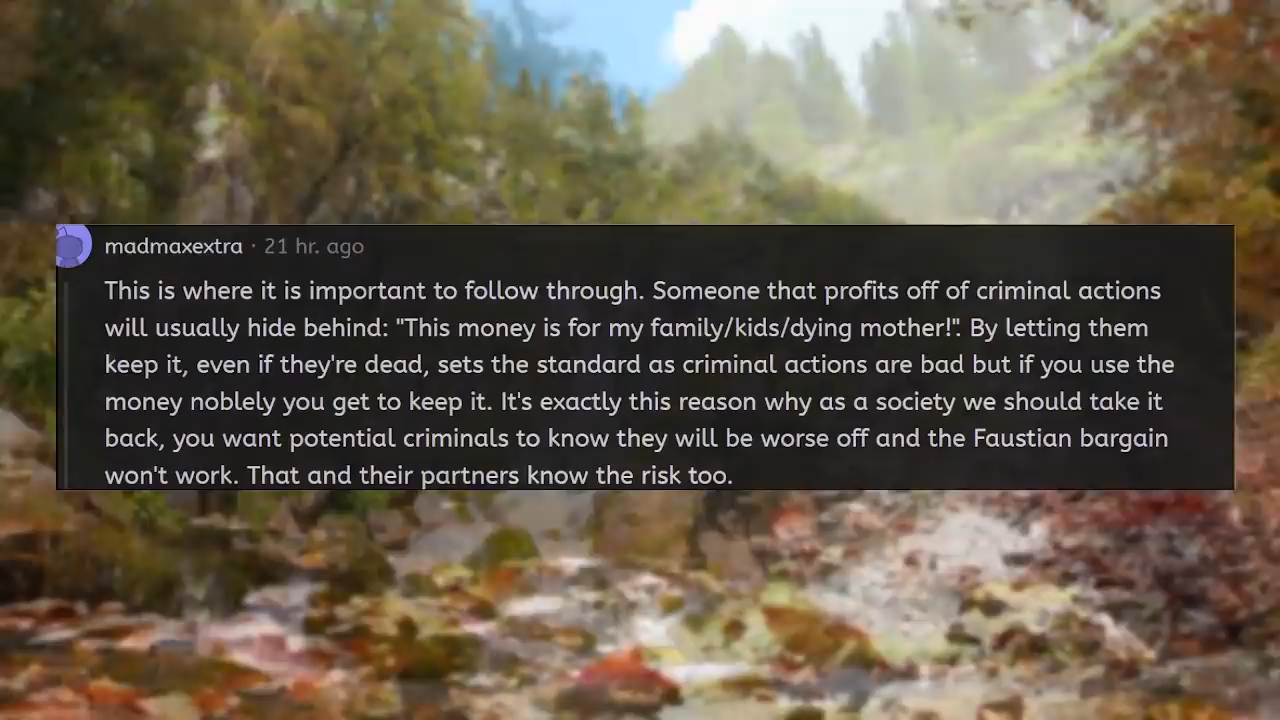 madmaxextra · 21 hr. ago
This is where it is important to follow through. Someone that profits off of criminal actions
will usually hide behind: "This money is for my family/kids/dying mother!". By letting them
keep it, even if they're dead, sets the standard as criminal actions are bad but if you use the
money noblely you get to keep it. It's exactly this reason why as a society we should take it
back, you want potential criminals to know they will be worse off and the Faustian bargain
won't work. That and their partners know the risk too.